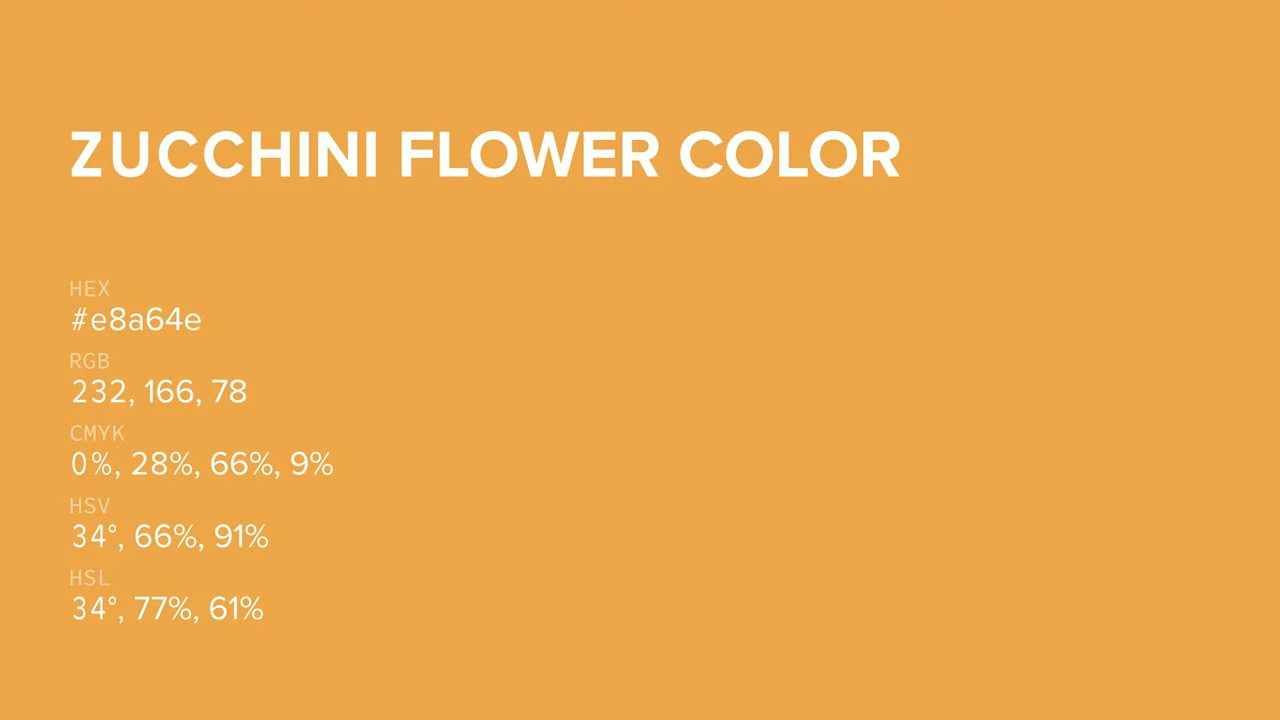 ZUCCHINI FLOWER COLOR
HEX
#e8a64e
RGB
232, 166, 78
CMYK
0%, 28%, 66%, 9%
HSV
34°, 66%, 91%
HSL
34°, 77%, 61%